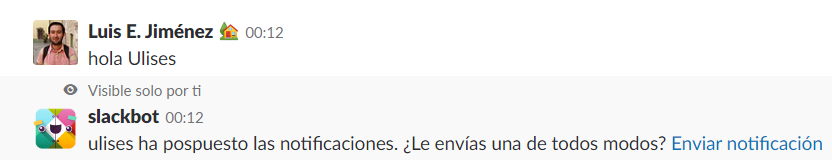 Luis E. Jiménez 🏡 00:12
hola Ulises
Visible solo por ti
slackbot 00:12
ulises ha pospuesto las notificaciones. ¿Le envías una de todos modos? Enviar notificación